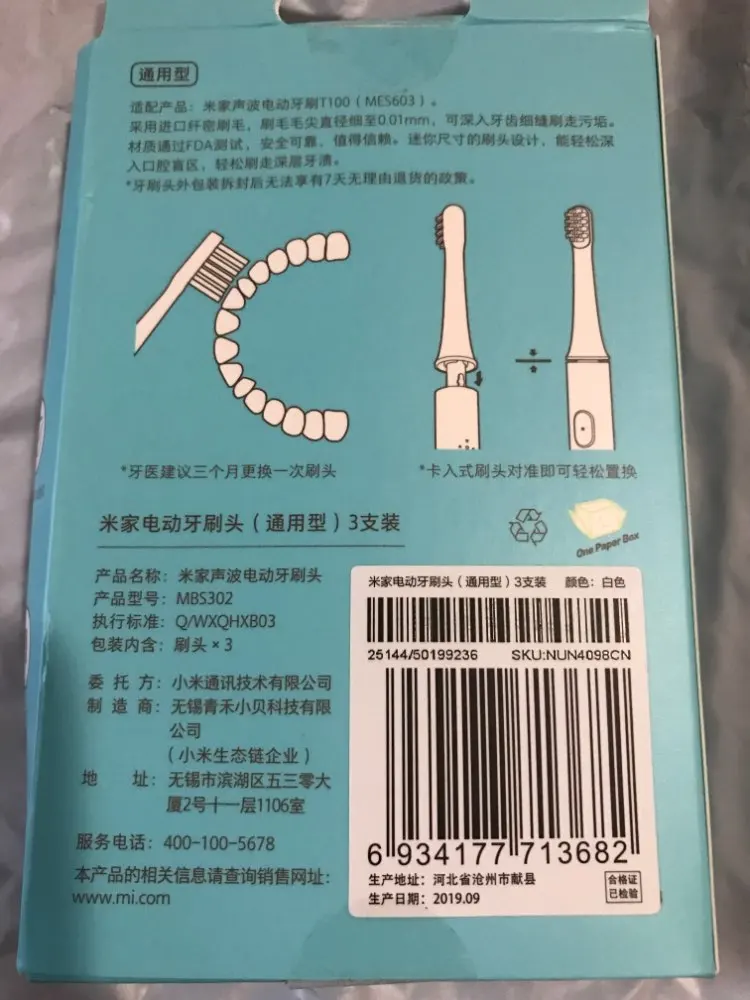 通用型
适配产品：米家声波电动牙刷T100（MES603）。
采用进口纤密刷毛，刷毛毛尖直径细至0.01mm，可深入牙齿细缝刷走污垢。
材质通过FDA测试，安全可靠，值得信赖。迷你尺寸的刷头设计，能轻松深
入口腔盲区，轻松刷走深层牙渍。
*牙刷头外包装拆封后无法享有7天无理由退货的政策。
*牙医建议三个月更换一次刷头
*卡入式刷头对准即可轻松置换
米家电动牙刷头（通用型）3支装
One Paper Box
产品名称：米家声波电动牙刷头
产品型号：MBS302
执行标准：Q/WXQHXB03
包装内含：刷头×3
委托方：小米通讯技术有限公司
制造商：无锡青禾小贝科技有限
公司
（小米生态链企业）
地址：无锡市滨湖区五三零大
厦2号十一层1106室
服务电话：400-100-5678
本产品的相关信息请查询销售网址：
www.mi.com
米家电动牙刷头（通用型）3支装 颜色：白色
25144/50199236 SKU:NUN4098CN
6 934177 713682
生产地址：河北省沧州市献县
生产日期：2019.09
合格证
已检验